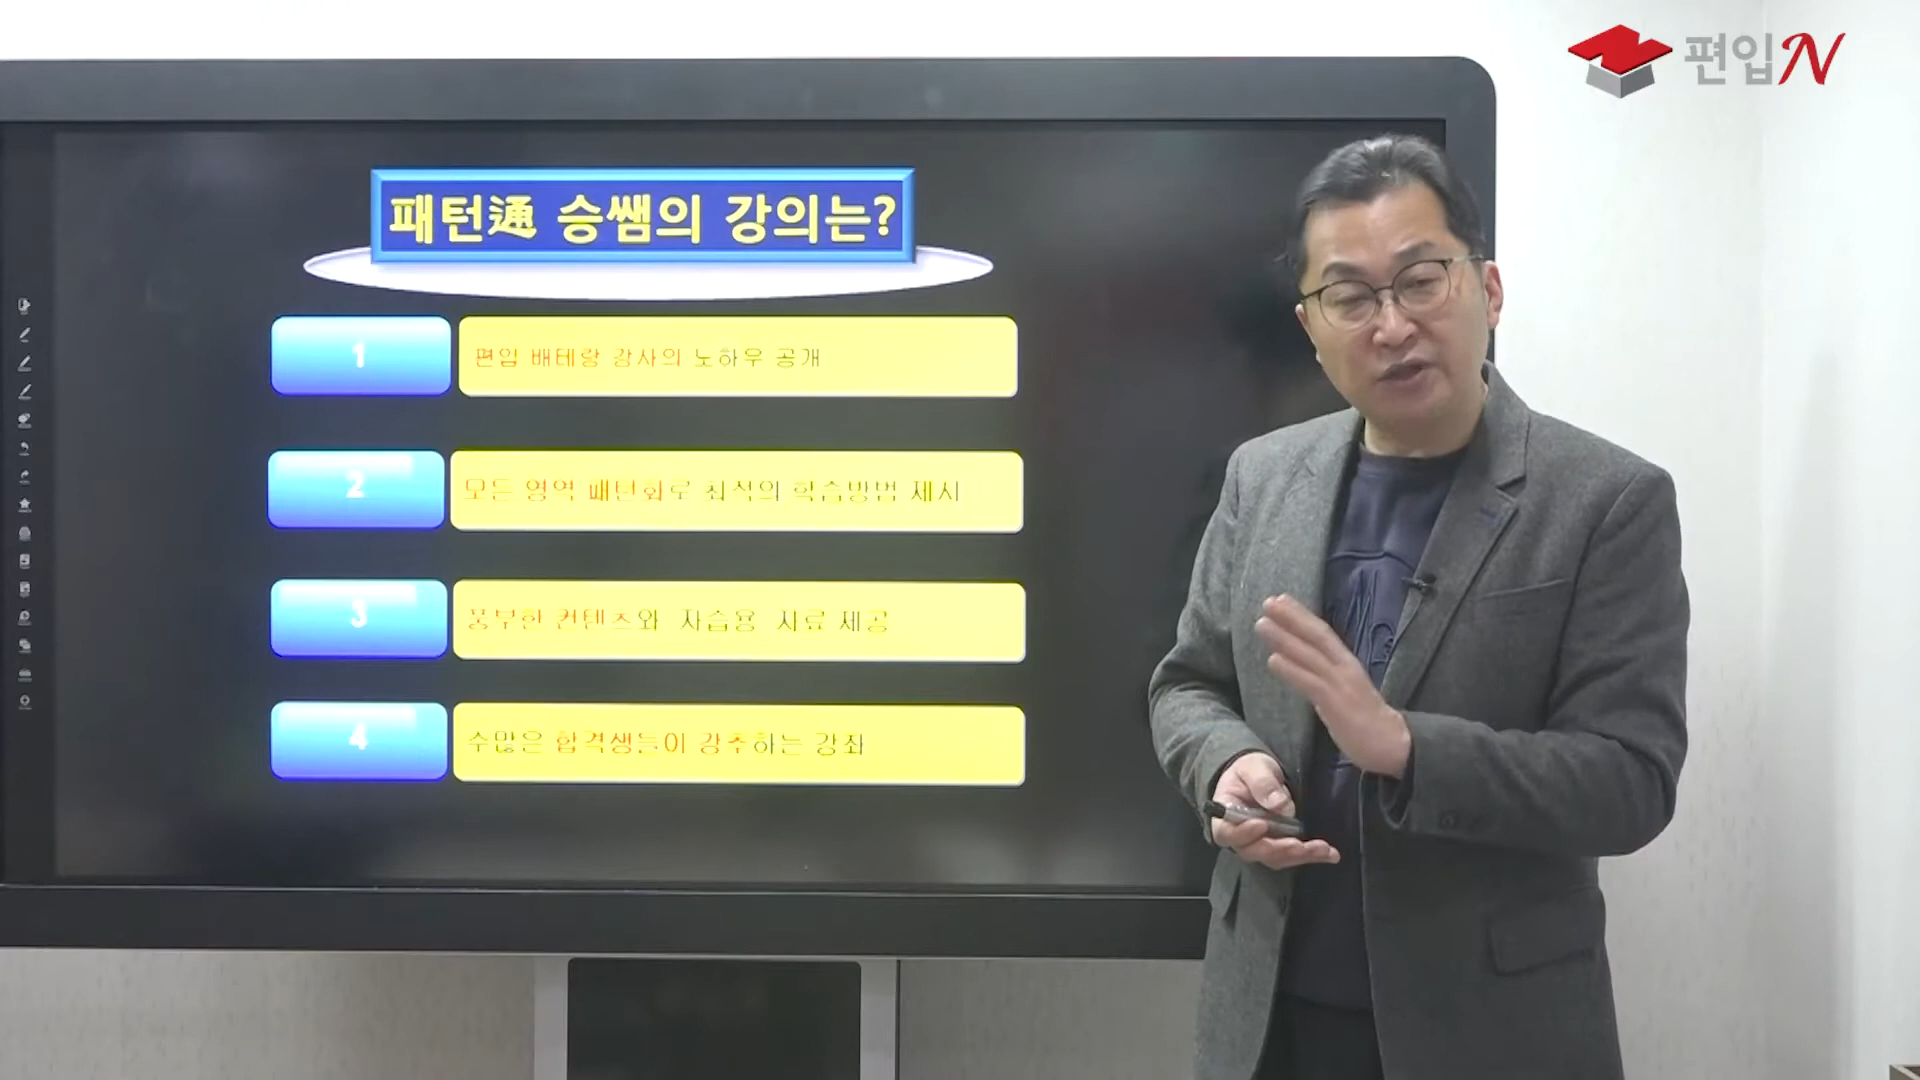 편입N
패턴通 승쌤의 강의는?
1
편입 배테랑 강사의 노하우 공개
2
모든 영역 패턴화로 최적의 학습방법 제시
3
풍부한 컨텐츠와 자습용 자료 제공
4
수많은 합격생들이 강추하는 강좌